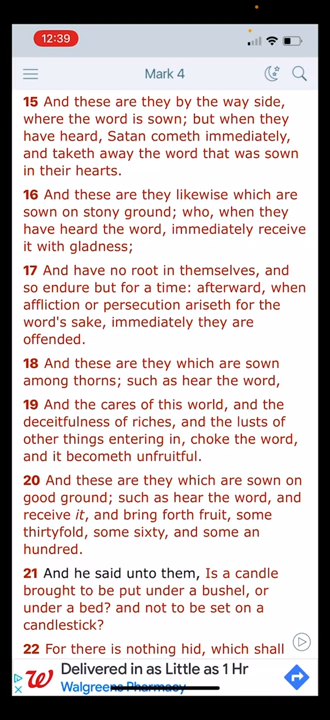 12:39
Mark 4
15 And these are they by the way side,
where the word is sown; but when they
have heard, Satan cometh immediately,
and taketh away the word that was sown
in their hearts.
16 And these are they likewise which are
sown on stony ground; who, when they
have heard the word, immediately receive
it with gladness;
17 And have no root in themselves, and
so endure but for a time: afterward, when
affliction or persecution ariseth for the
word's sake, immediately they are
offended.
18 And these are they which are sown
among thorns; such as hear the word,
19 And the cares of this world, and the
deceitfulness of riches, and the lusts of
other things entering in, choke the word,
and it becometh unfruitful.
20 And these are they which are sown on
good ground; such as hear the word, and
receive it, and bring forth fruit, some
thirtyfold, some sixty, and some an
hundred.
21 And he said unto them, Is a candle
brought to be put under a bushel, or
under a bed? and not to be set on a
candlestick?
22 For there is nothing hid, which shall
Delivered in as Little as 1 Hr
Walgreens Pharmacy